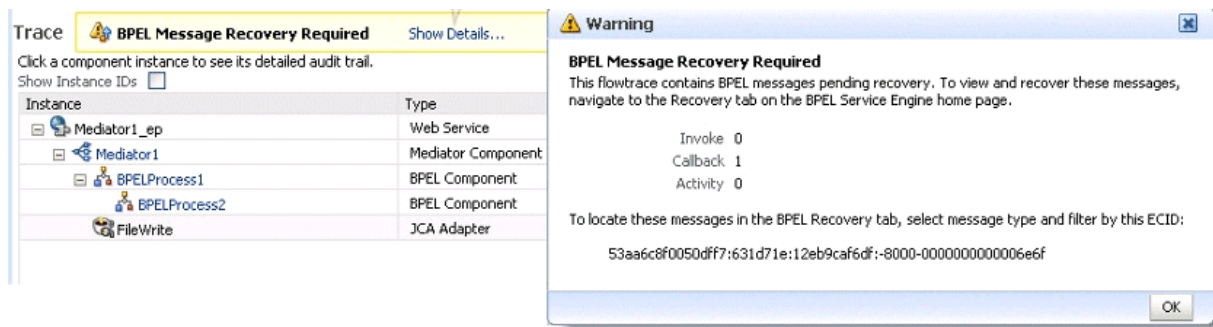 Trace BPEL Message Recovery Required Show Details...
Click a component instance to see its detailed audit trail.
Show Instance IDs
Instance Type
Mediator1_ep Web Service
Mediator1 Mediator Component
BPELProcess1 BPEL Component
BPELProcess2 BPEL Component
FileWrite JCA Adapter
Warning
BPEL Message Recovery Required
This flowtrace contains BPEL messages pending recovery. To view and recover these messages,
navigate to the Recovery tab on the BPEL Service Engine home page.
Invoke 0
Callback 1
Activity 0
To locate these messages in the BPEL Recovery tab, select message type and filter by this ECID:
53aa6c8f0050dff7:631d71e:12eb9caf6df:-8000-0000000000006e6f
OK